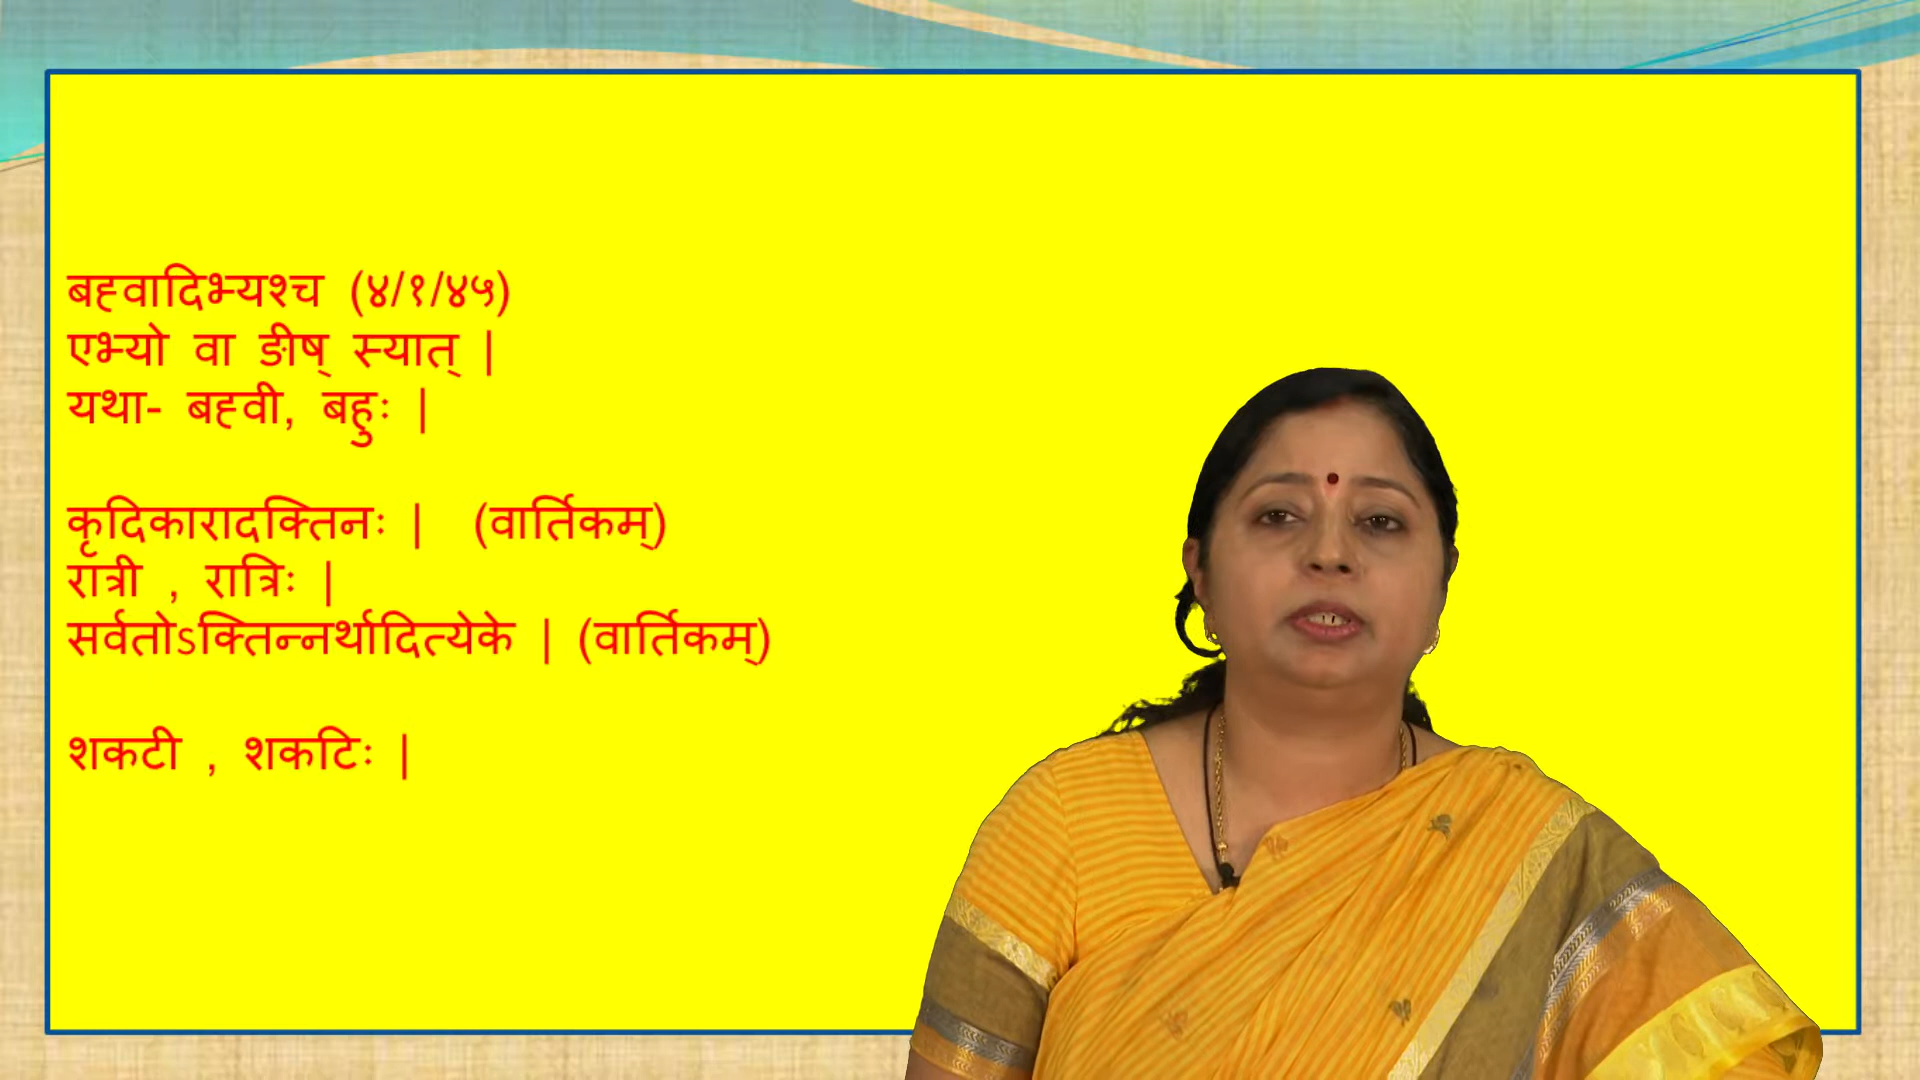 बह्वादिभ्यश्च (४/१/४५)
एभ्यो वा ङीष् स्यात् |
यथा- बह्वी, बहुः |
कृदिकारादक्तिनः | (वार्तिकम्)
रात्री , रात्रिः |
सर्वतोऽक्तिन्नर्थादित्येके | (वार्तिकम्)
शकटी , शकटिः |